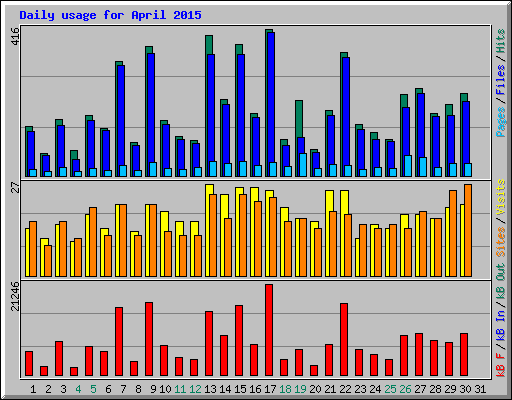 Daily usage for April 2015
416
Pages / Files / Hits
27
Sites / Visits
21246
kB F / kB In / kB Out
1 2 3 4 5 6 7 8 9 10 11 12 13 14 15 16 17 18 19 20 21 22 23 24 25 26 27 28 29 30 31